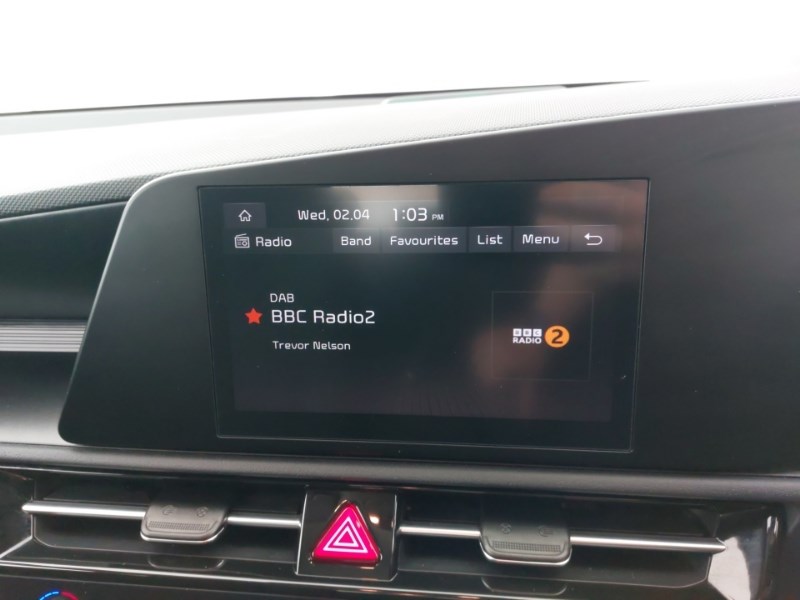 Wed, 02.04 1:03 PM
Radio Band Favourites List Menu
DAB
BBC Radio2
Trevor Nelson
BBC
RADIO 2